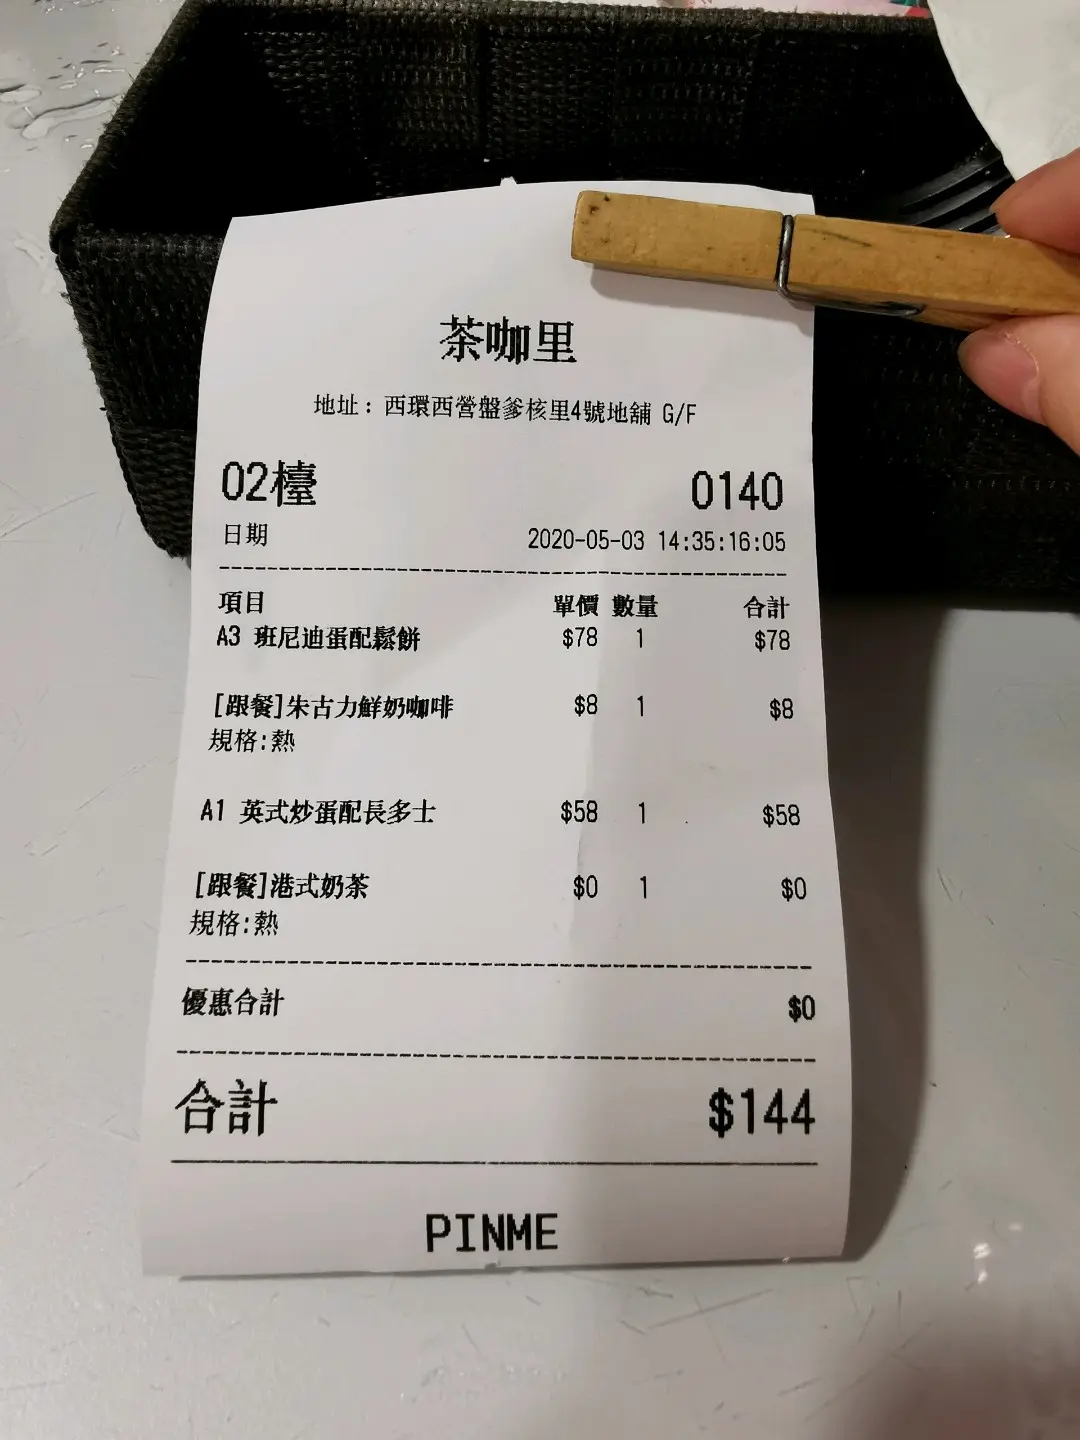 茶咖里
地址：西環西營盤爹核里4號地舖 G/F
02檯 0140
日期 2020-05-03 14:35:16:05
項目 單價 數量 合計
A3 班尼迪蛋配鬆餅 $78 1 $78
[跟餐]朱古力鮮奶咖啡 $8 1 $8
規格:熱
A1 英式炒蛋配長多士 $58 1 $58
[跟餐]港式奶茶 $0 1 $0
規格:熱
優惠合計 $0
合計 $144
PINME